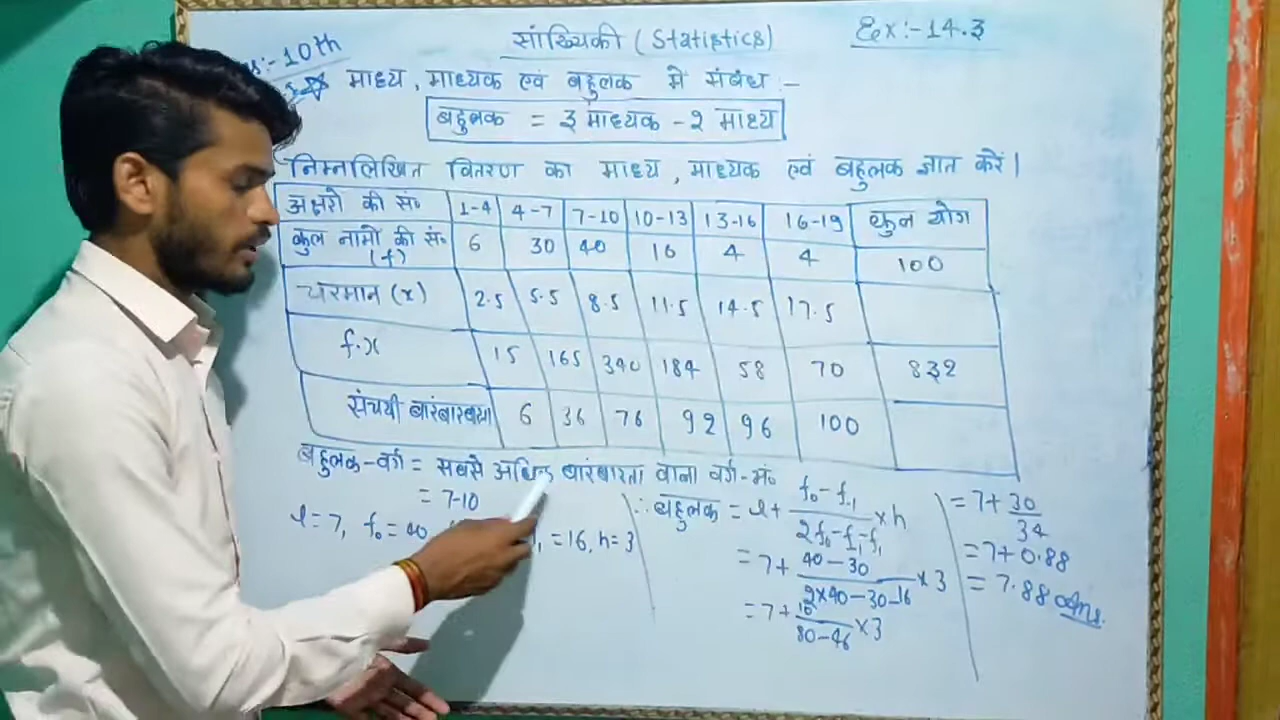 :- 10th
सांख्यिकी (Statistics)
Ex:- 14.3
माध्य, माध्यक एवं बहुलक में संबंध :-
बहुलक = 3 माध्यक - 2 माध्य
निम्नलिखित वितरण का माध्य, माध्यक एवं बहुलक ज्ञात करें।
अक्षरों की सं० 1-4 4-7 7-10 10-13 13-16 16-19 कुल योग
कुल नामों की सं० (f) 6 30 40 16 4 4 100
चरमान (x) 2.5 5.5 8.5 11.5 14.5 17.5
f.x 15 165 340 184 58 70 832
संचयी बारंबारता 6 36 76 92 96 100
बहुलक-वर्ग = सबसे अधिक बारंबारता वाला वर्ग-सं०
= 7-10
l=7, f₀ = 40 =16, h=3
∴ बहुलक = l + f₀-f₋₁ / 2f₀-f₋₁-f₁ × h
= 7 + 40-30 / 2×40-30-16 × 3
= 7 + 10 / 80-46 × 3
= 7 + 30 / 34
= 7 + 0.88
= 7.88 Ans.